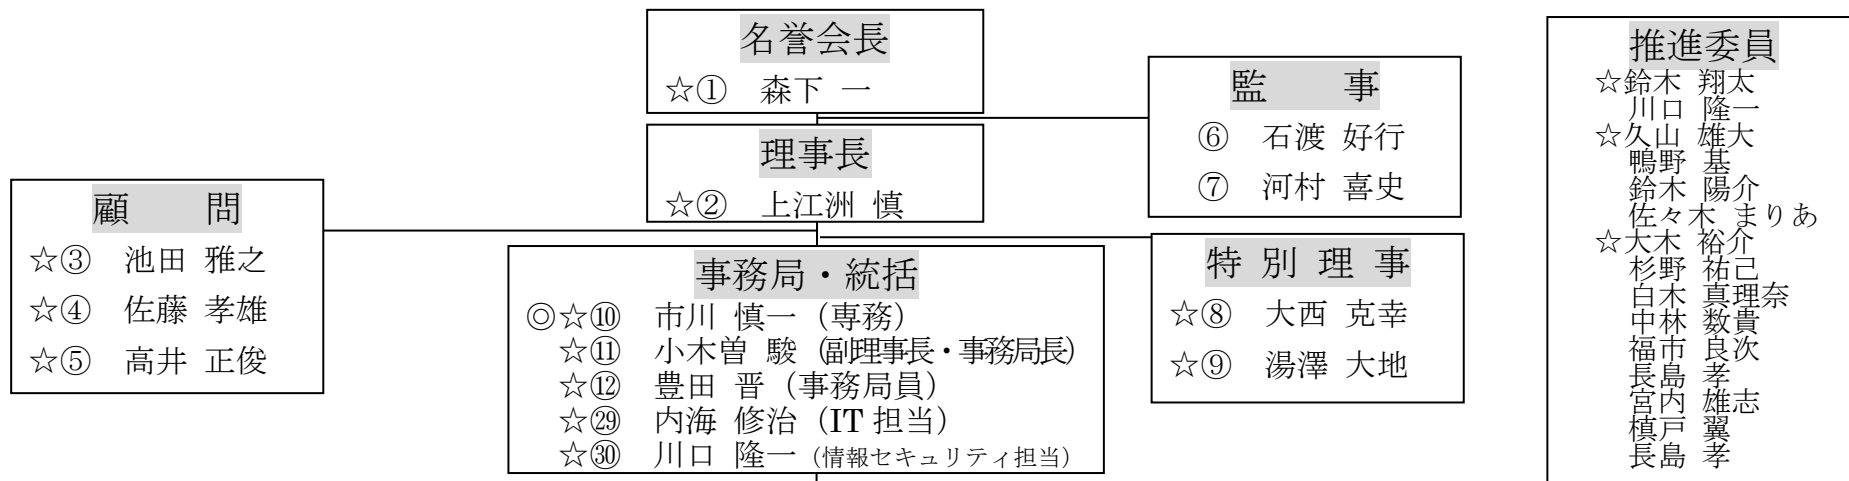 名誉会長
☆① 森下 一
理事長
☆② 上江洲 慎
監 事
⑥ 石渡 好行
⑦ 河村 喜史
顧 問
☆③ 池田 雅之
☆④ 佐藤 孝雄
☆⑤ 高井 正俊
事務局・統括
◎☆⑩ 市川 慎一(専務)
☆⑪ 小木曽 駿(副理事長・事務局長)
☆⑫ 豊田 晋(事務局員)
☆㉙ 内海 修治(IT 担当)
☆㉚ 川口 隆一(情報セキュリティ担当)
特 別 理 事
☆⑧ 大西 克幸
☆⑨ 湯澤 大地
推進委員
☆鈴木 翔太
川口 隆一
☆久山 雄大
鴨野 基
鈴木 陽介
佐々木 まりあ
☆大木 裕介
杉野 祐己
白木 真理奈
中林 数貴
福市 良次
長島 孝
宮内 雄志
槙戸 翼
長島 孝